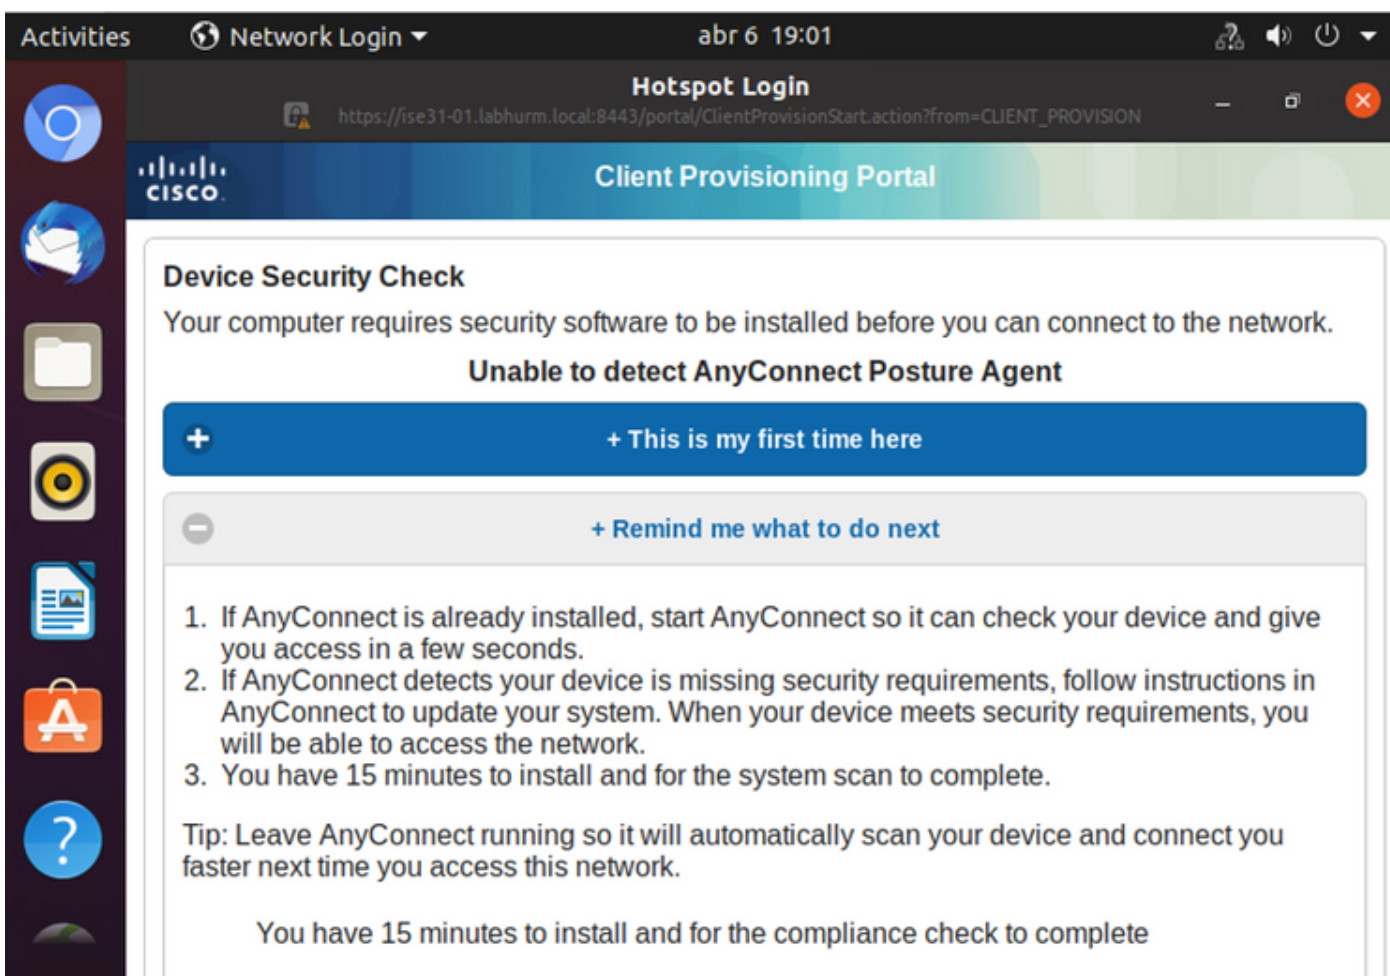 Activities Network Login abr 6 19:01
Hotspot Login
https://ise31-01.labhurm.local:8443/portal/ClientProvisionStart.action?from=CLIENT_PROVISION
CISCO
Client Provisioning Portal
Device Security Check
Your computer requires security software to be installed before you can connect to the network.
Unable to detect AnyConnect Posture Agent
+ This is my first time here
+ Remind me what to do next
1. If AnyConnect is already installed, start AnyConnect so it can check your device and give
you access in a few seconds.
2. If AnyConnect detects your device is missing security requirements, follow instructions in
AnyConnect to update your system. When your device meets security requirements, you
will be able to access the network.
3. You have 15 minutes to install and for the system scan to complete.
Tip: Leave AnyConnect running so it will automatically scan your device and connect you
faster next time you access this network.
You have 15 minutes to install and for the compliance check to complete